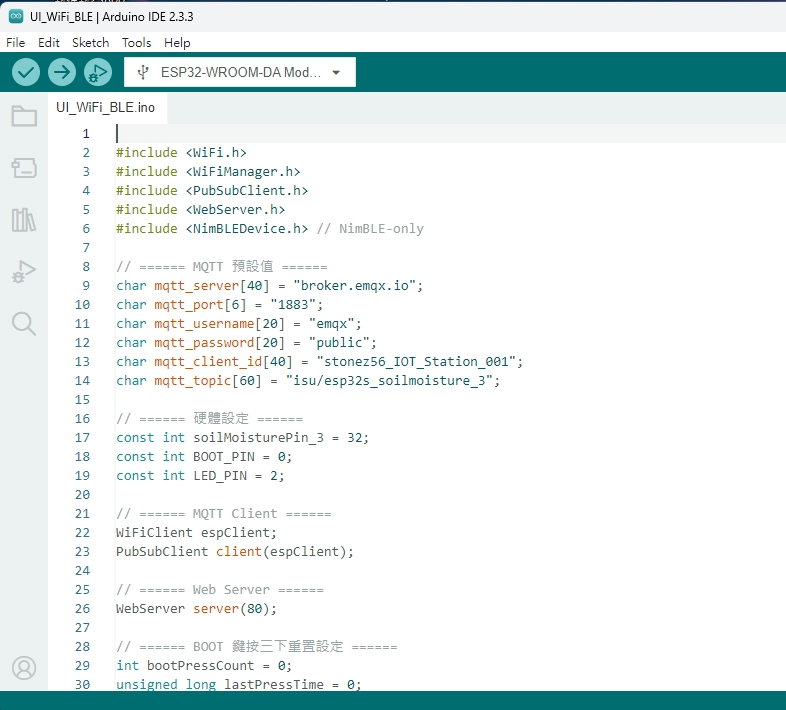 UI_WiFi_BLE | Arduino IDE 2.3.3
File Edit Sketch Tools Help
ESP32-WROOM-DA Mod...
UI_WiFi_BLE.ino
1
2 #include <WiFi.h>
3 #include <WiFiManager.h>
4 #include <PubSubClient.h>
5 #include <WebServer.h>
6 #include <NimBLEDevice.h> // NimBLE-only
7
8 // ====== MQTT 預設值 ======
9 char mqtt_server[40] = "broker.emqx.io";
10 char mqtt_port[6] = "1883";
11 char mqtt_username[20] = "emqx";
12 char mqtt_password[20] = "public";
13 char mqtt_client_id[40] = "stonez56_IOT_Station_001";
14 char mqtt_topic[60] = "isu/esp32s_soilmoisture_3";
15
16 // ====== 硬體設定 ======
17 const int soilMoisturePin_3 = 32;
18 const int BOOT_PIN = 0;
19 const int LED_PIN = 2;
20
21 // ====== MQTT Client ======
22 WiFiClient espClient;
23 PubSubClient client(espClient);
24
25 // ====== Web Server ======
26 WebServer server(80);
27
28 // ====== BOOT 鍵按三下重置設定 ======
29 int bootPressCount = 0;
30 unsigned long lastPressTime = 0;